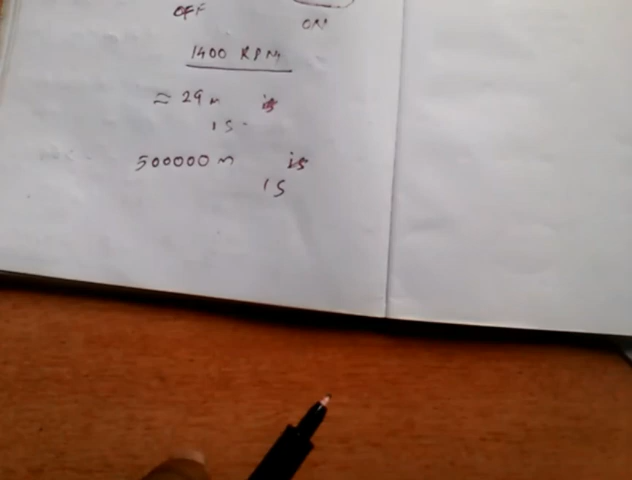 OFF ON
1400 RPM
≈ 29 m is
1 s
500000 m is
1 s